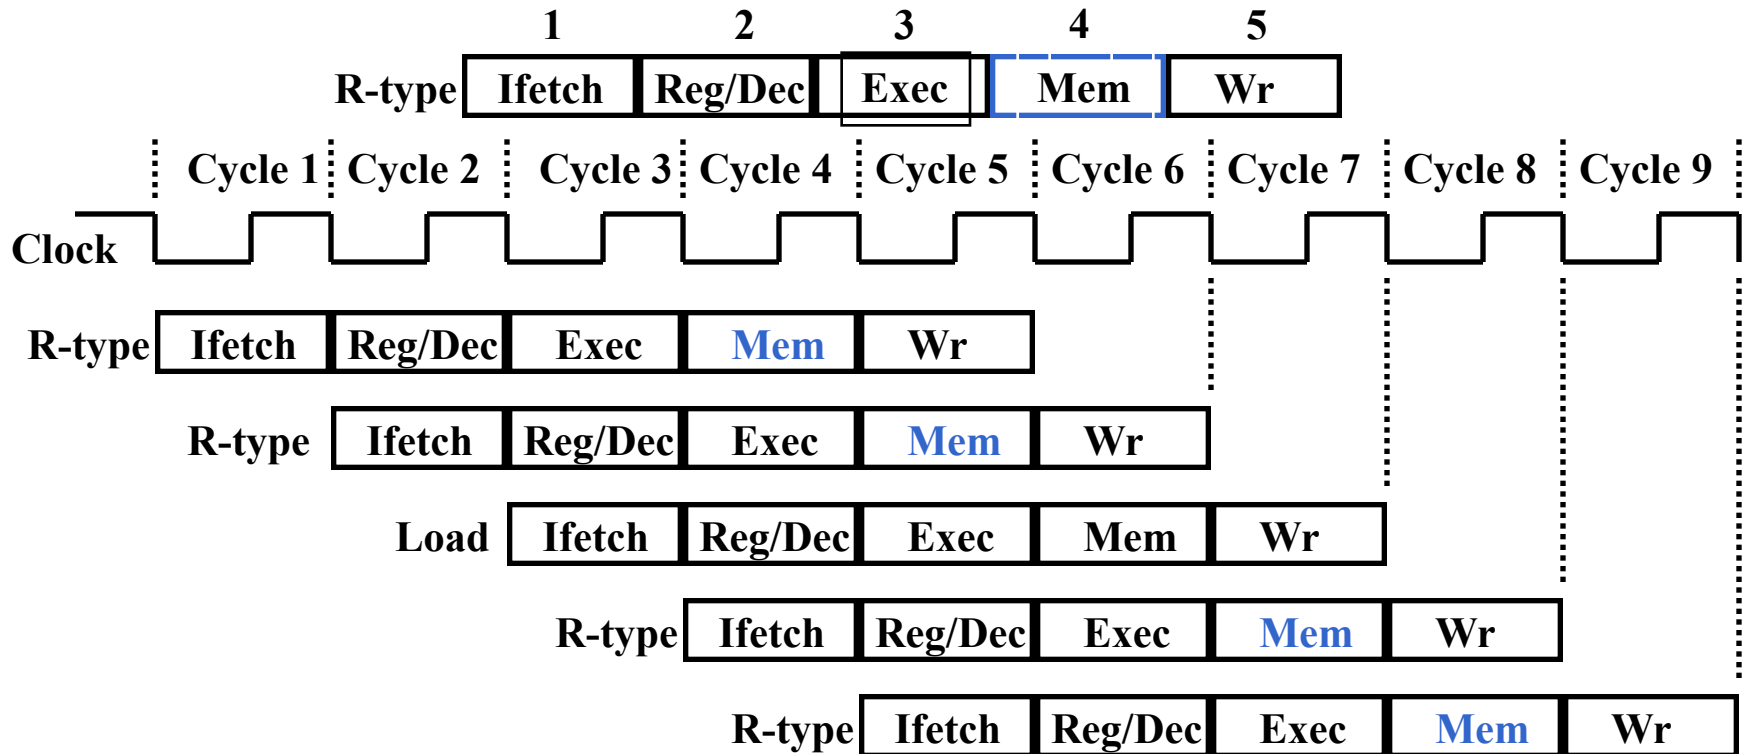 1 2 3 4 5
R-type Ifetch Reg/Dec Exec Mem Wr
Cycle 1 Cycle 2 Cycle 3 Cycle 4 Cycle 5 Cycle 6 Cycle 7 Cycle 8 Cycle 9
Clock
R-type Ifetch Reg/Dec Exec Mem Wr
R-type Ifetch Reg/Dec Exec Mem Wr
Load Ifetch Reg/Dec Exec Mem Wr
R-type Ifetch Reg/Dec Exec Mem Wr
R-type Ifetch Reg/Dec Exec Mem Wr